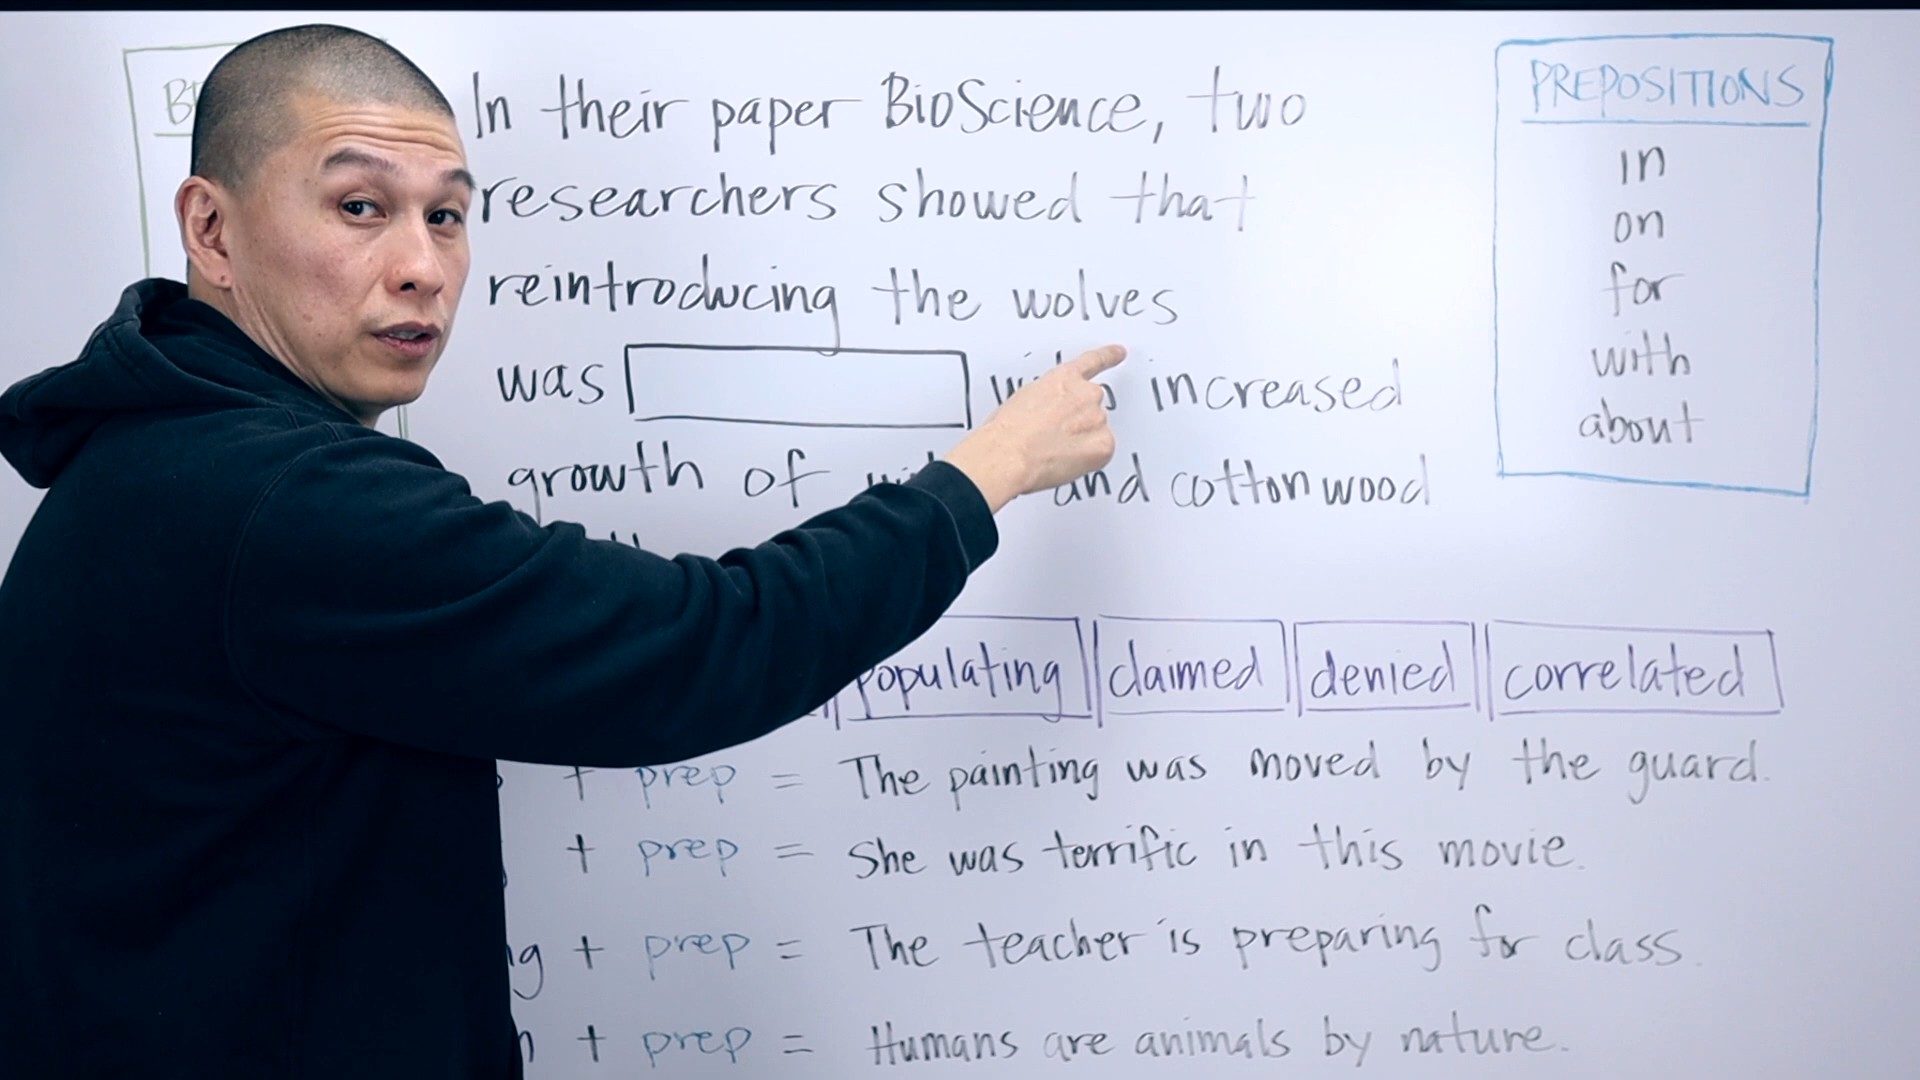 In their paper BioScience, two
researchers showed that
reintroducing the wolves
was with increased
growth of and cottonwood
populating claimed denied correlated
+ prep = The painting was moved by the guard.
+ prep = She was terrific in this movie.
+ prep = The teacher is preparing for class.
+ prep = Humans are animals by nature.
PREPOSITIONS
in
on
for
with
about